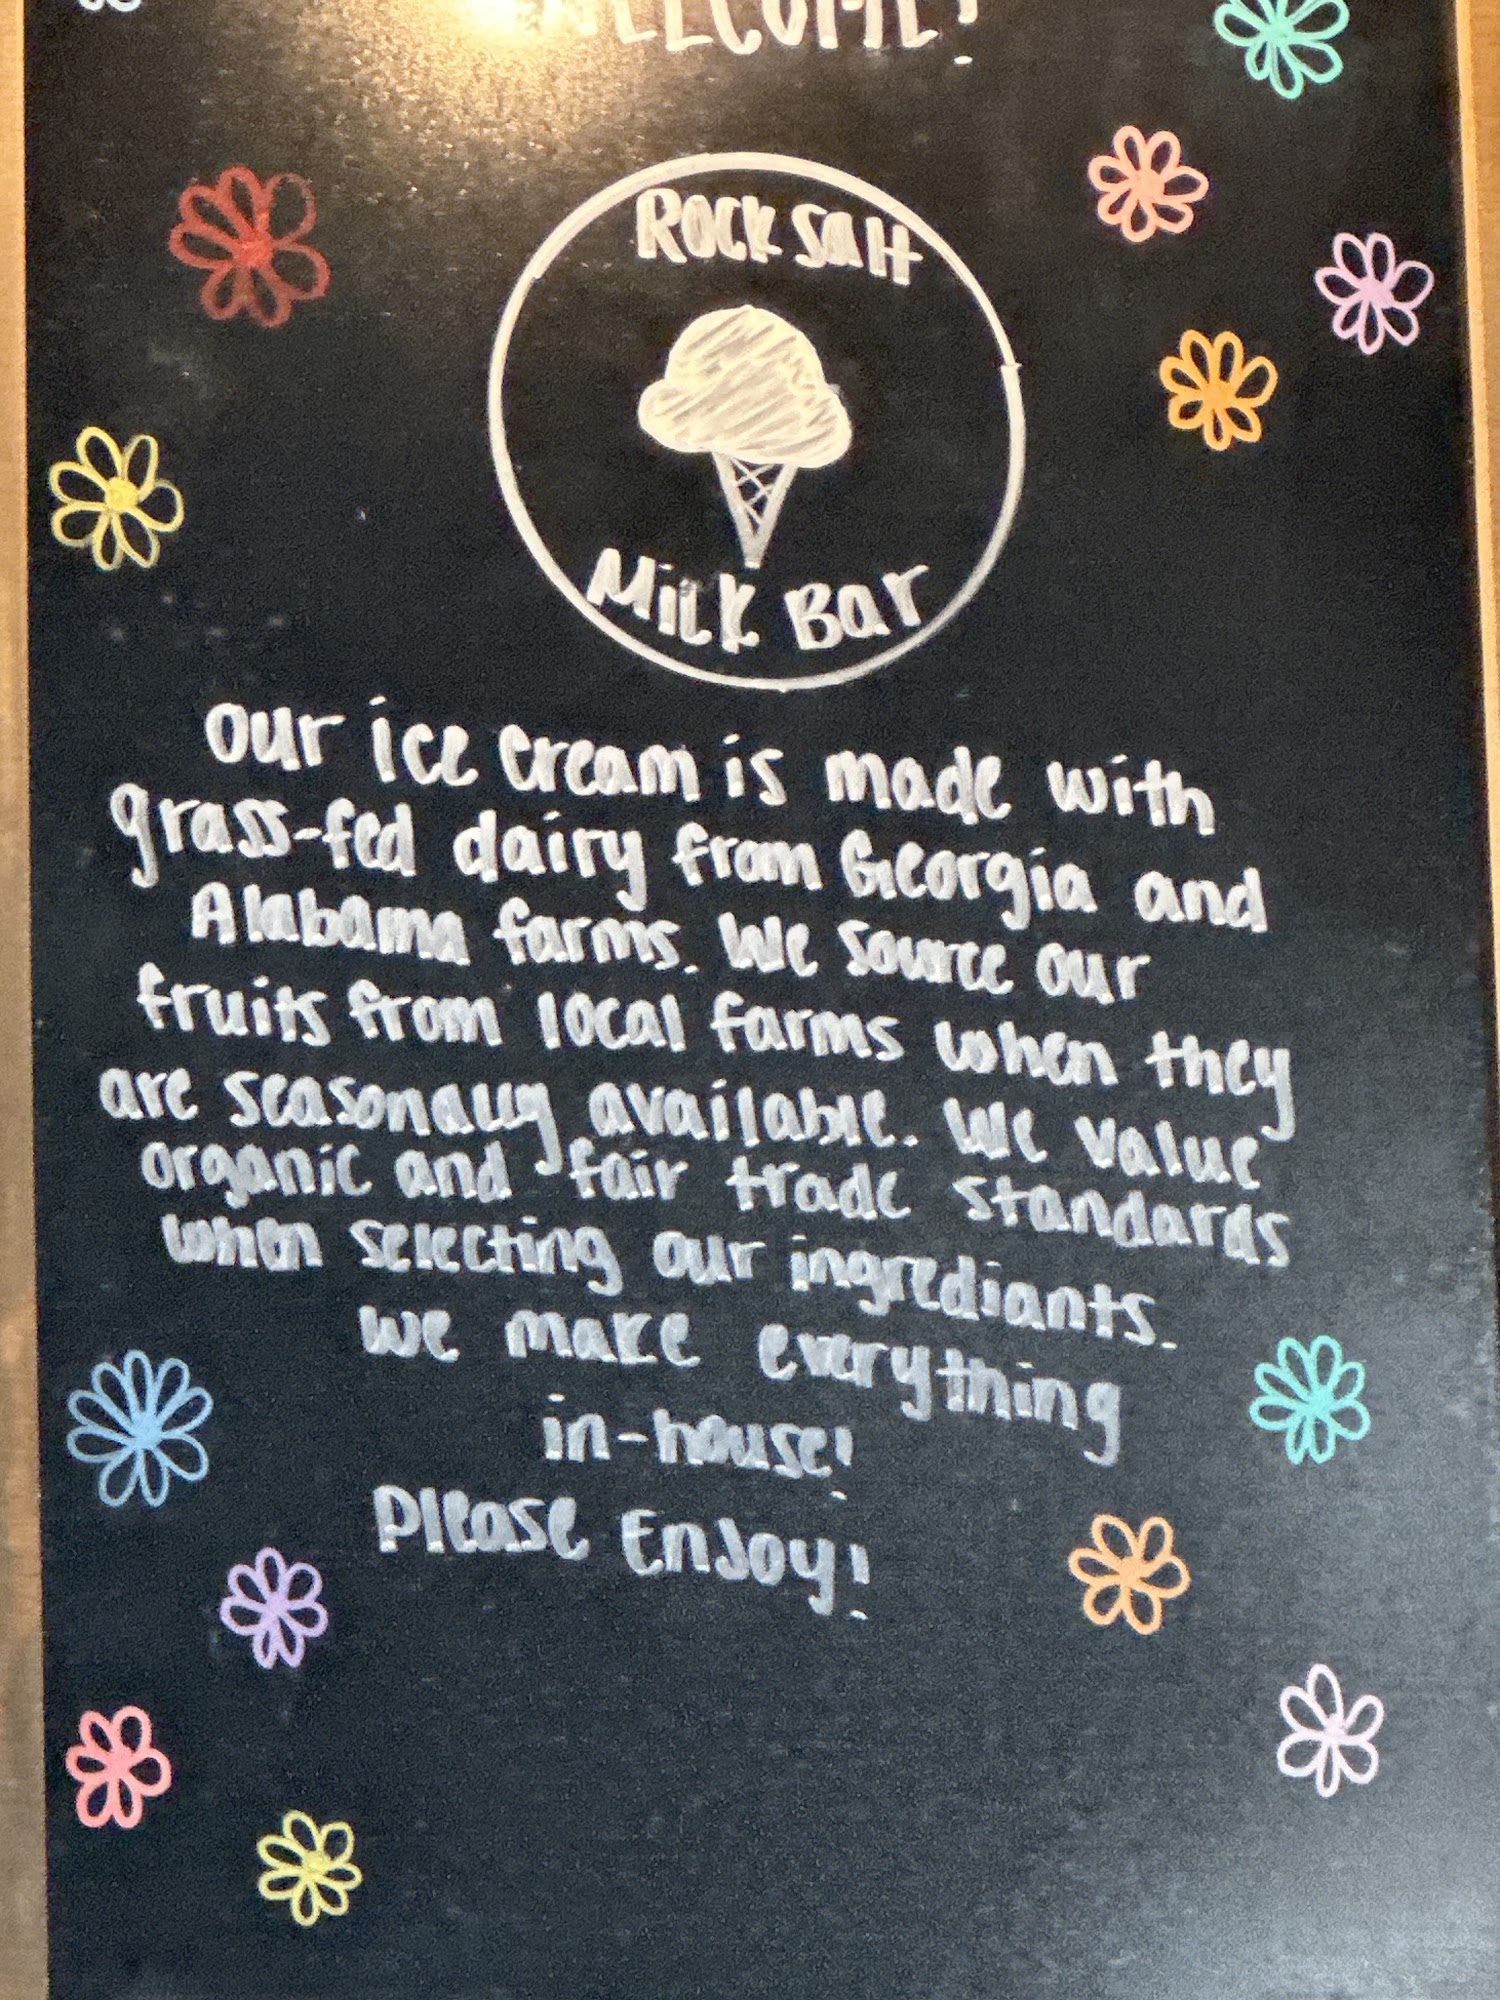 WELCOME!
Rock Salt
Milk Bar
our ice cream is made with
grass-fed dairy from Georgia and
Alabama farms. We source our
fruits from local farms when they
are seasonally available. We value
organic and fair trade standards
when selecting our ingrediants.
we make everything
in-house!
Please Enjoy!